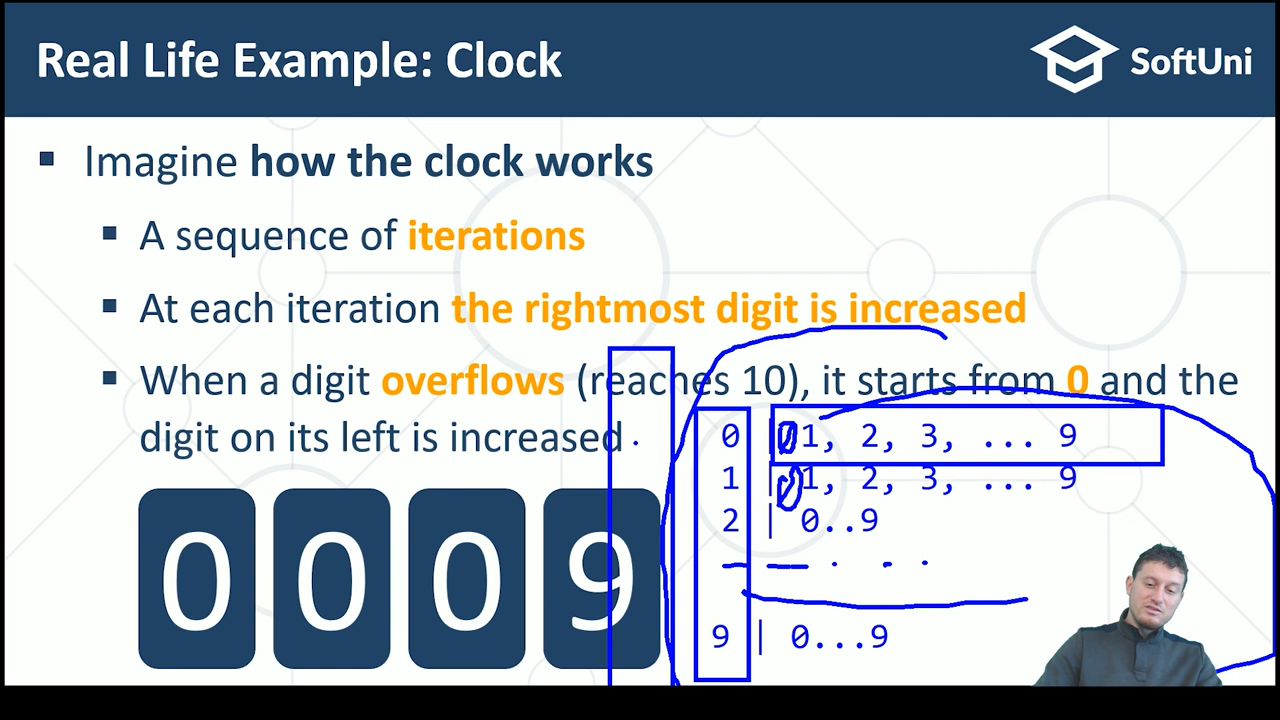 Real Life Example: Clock
SoftUni
▪ Imagine how the clock works
▪ A sequence of iterations
▪ At each iteration the rightmost digit is increased
▪ When a digit overflows (reaches 10), it starts from 0 and the
digit on its left is increased
0 | 0 1, 2, 3, ... 9
1 | 0 1, 2, 3, ... 9
2 | 0..9
9 | 0...9
0 0 0 9